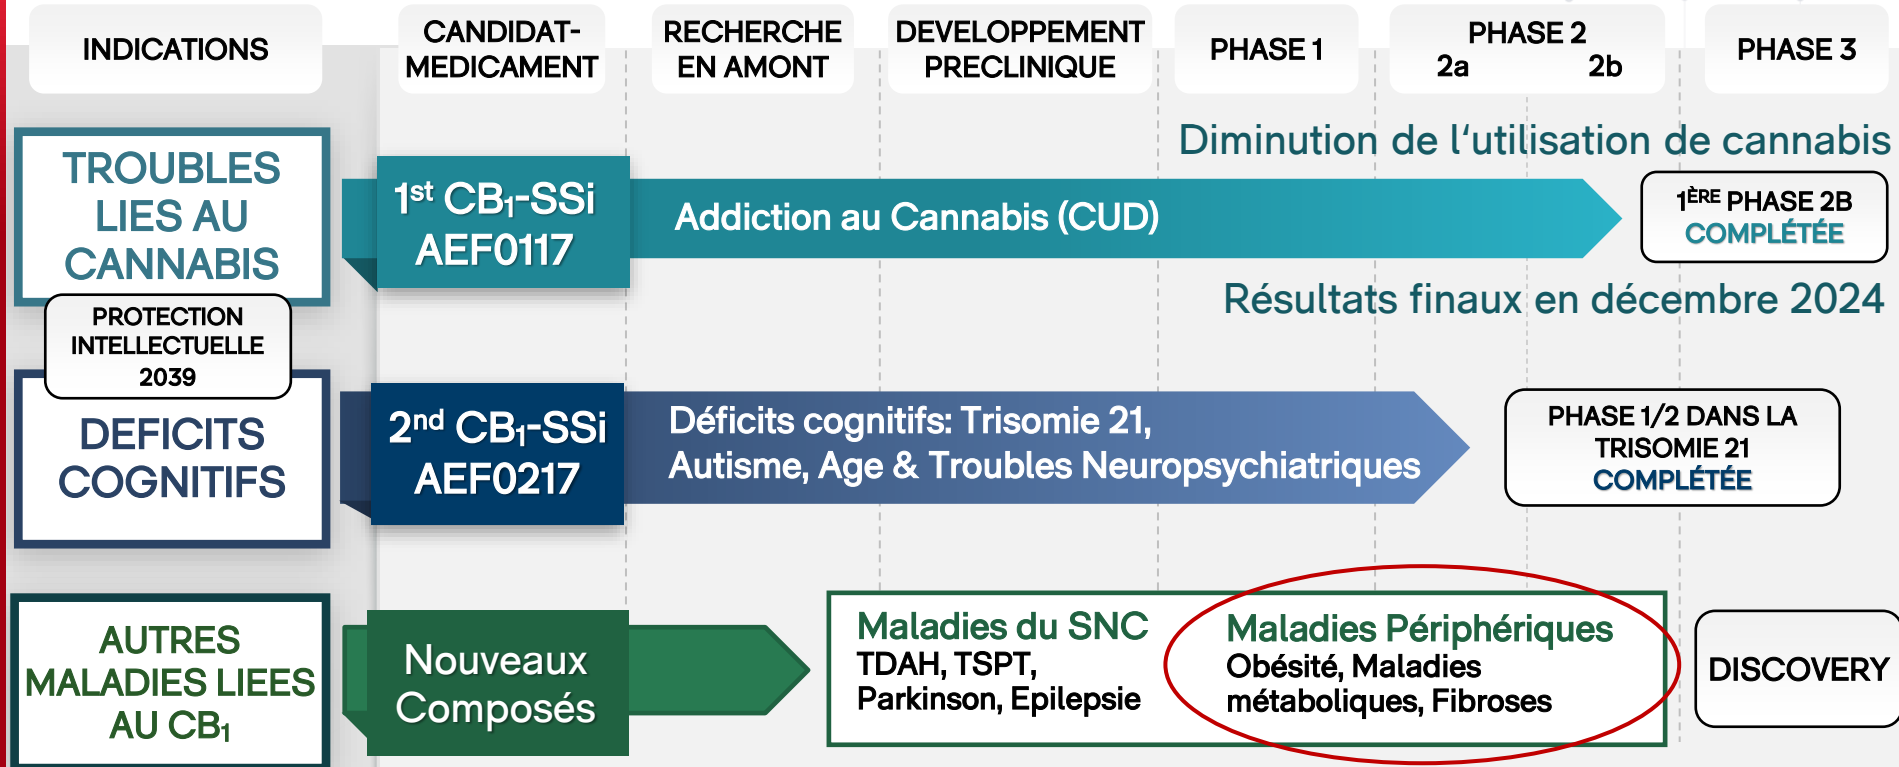 INDICATIONS
CANDIDAT-
MEDICAMENT
RECHERCHE
EN AMONT
DEVELOPPEMENT
PRECLINIQUE
PHASE 1
PHASE 2
2a 2b
PHASE 3
TROUBLES
LIES AU
CANNABIS
1st CB1-SSi
AEF0117
Addiction au Cannabis (CUD)
Diminution de l‘utilisation de cannabis
1ÈRE PHASE 2B
COMPLÉTÉE
Résultats finaux en décembre 2024
PROTECTION
INTELLECTUELLE
2039
DEFICITS
COGNITIFS
2nd CB1-SSi
AEF0217
Déficits cognitifs: Trisomie 21,
Autisme, Age & Troubles Neuropsychiatriques
PHASE 1/2 DANS LA
TRISOMIE 21
COMPLÉTÉE
AUTRES
MALADIES LIEES
AU CB1
Nouveaux
Composés
Maladies du SNC
TDAH, TSPT,
Parkinson, Epilepsie
Maladies Périphériques
Obésité, Maladies
métaboliques, Fibroses
DISCOVERY